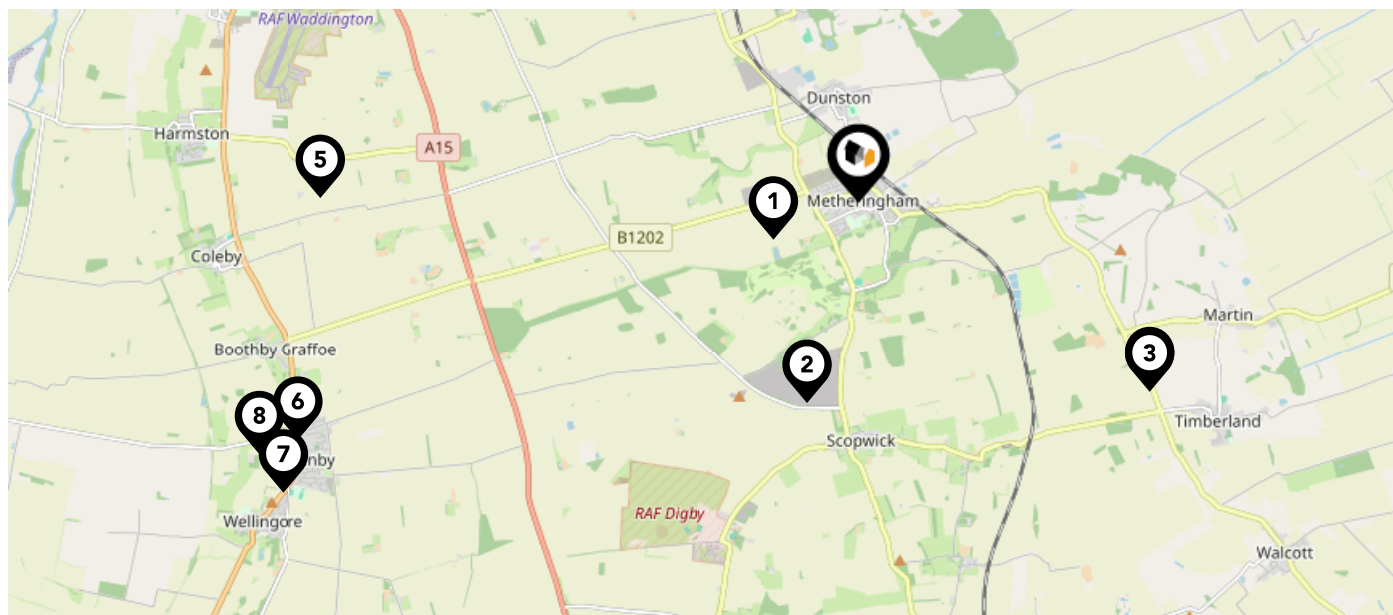 RAF Waddington
Dunston
Harmston
A15
5
1
Metheringham
B1202
Coleby
Martin
Boothby Graffoe
3
2
6
8
Timberland
Scopwick
7
nby
RAF Digby
Wellingore
Walcott